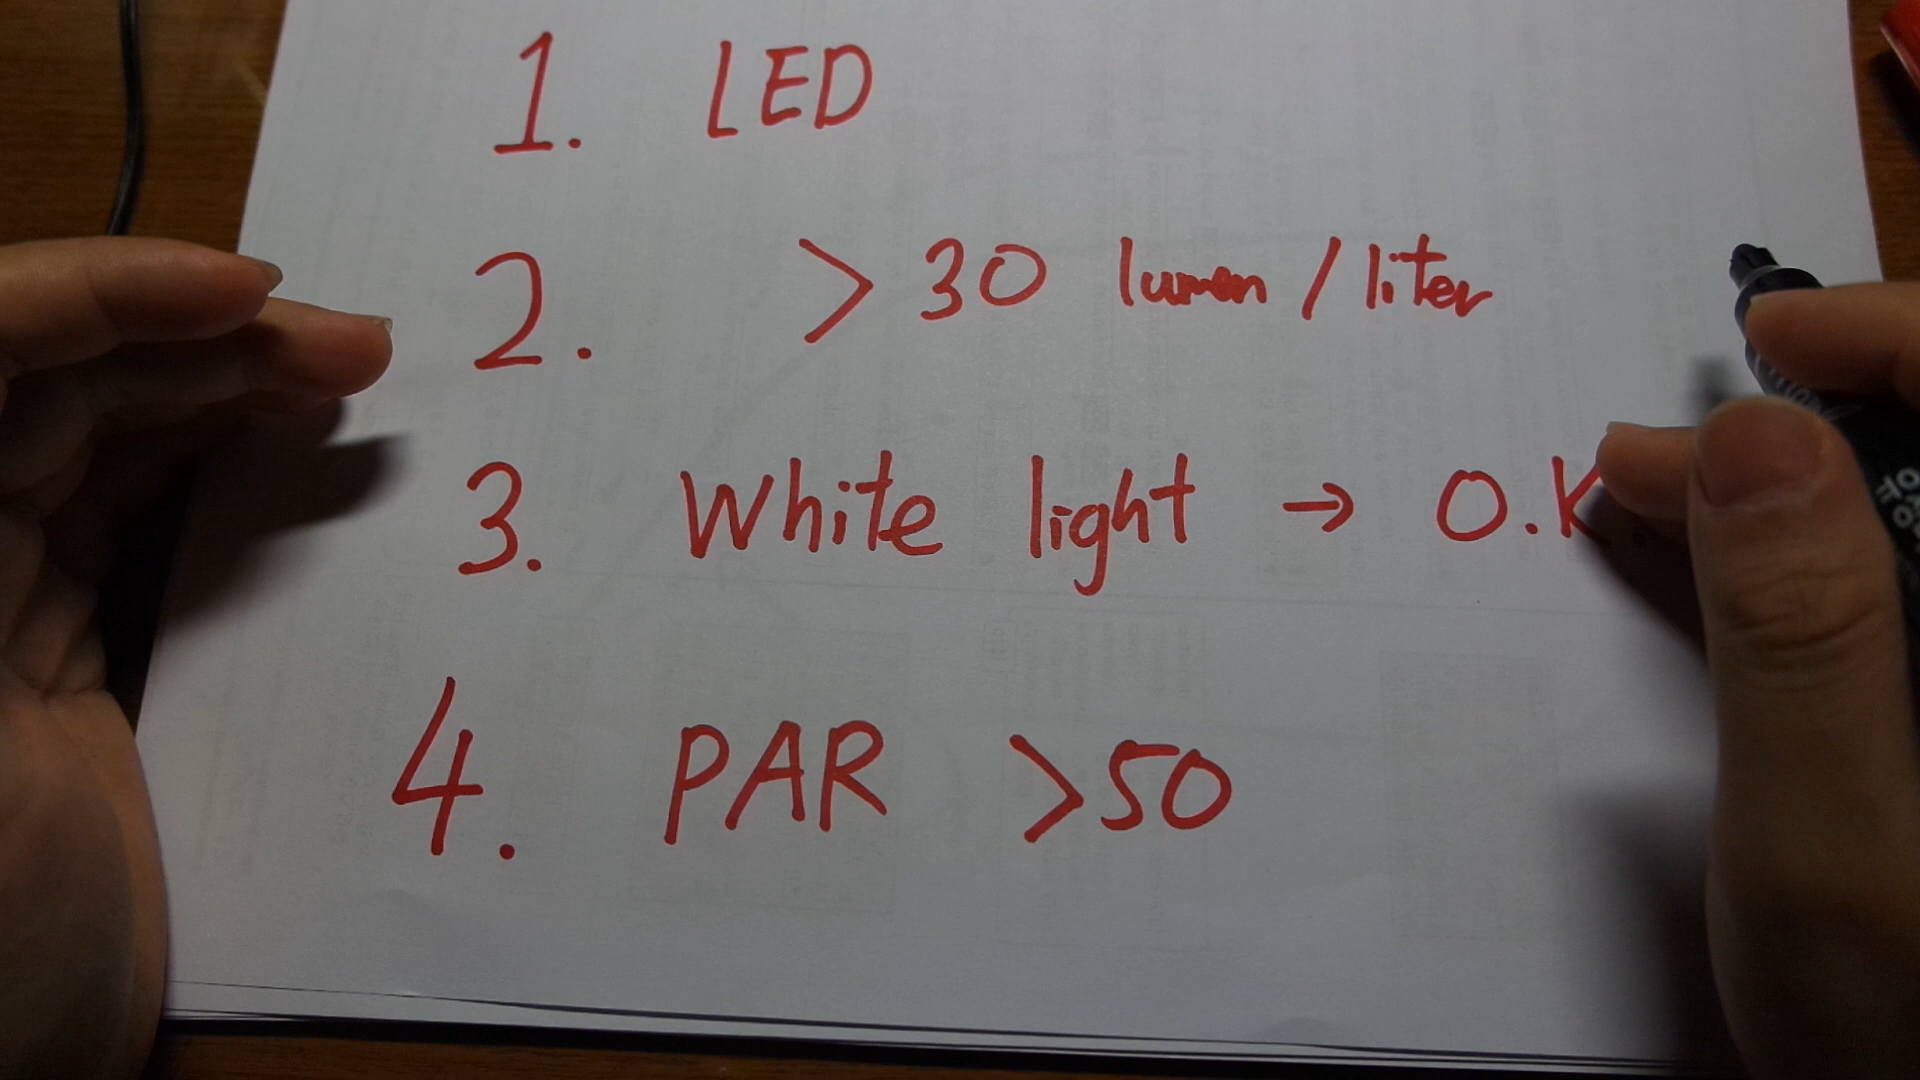 1. LED
2. > 30 lumen / liter
3. White light → O.K.
4. PAR > 50